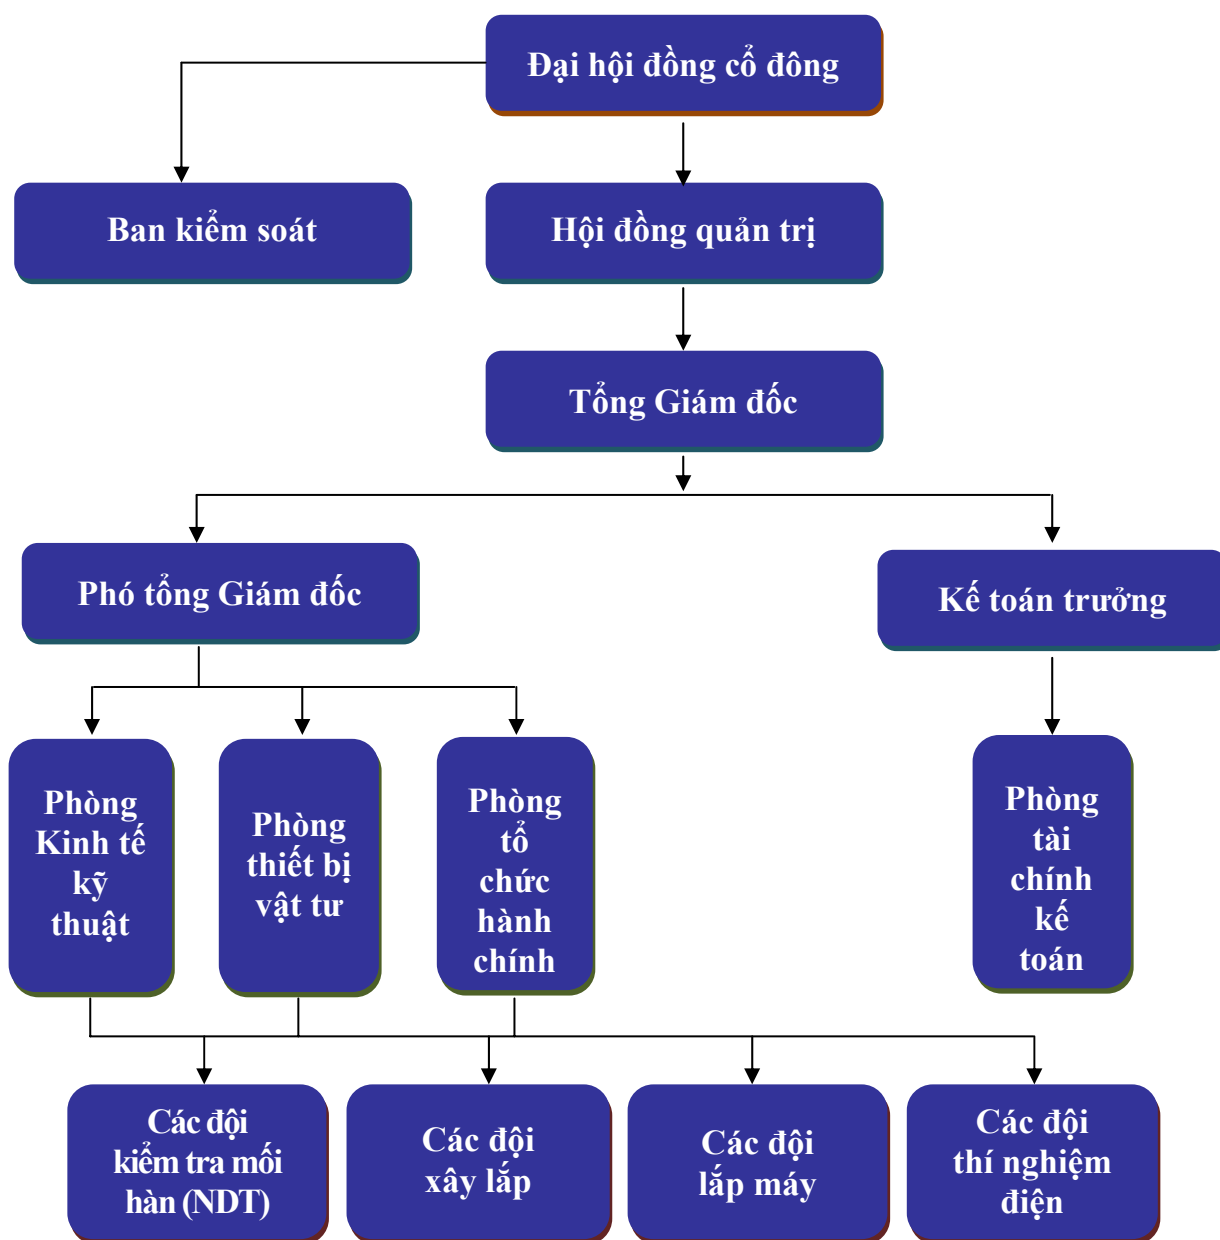 Đại hội đồng cổ đông
Ban kiểm soát
Hội đồng quản trị
Tổng Giám đốc
Phó tổng Giám đốc
Kế toán trưởng
Phòng
Kinh tế
kỹ
thuật
Phòng
thiết bị
vật tư
Phòng
tổ
chức
hành
chính
Phòng
tài
chính
kế
toán
Các đội
kiểm tra mối
hàn (NDT)
Các đội
xây lắp
Các đội
lắp máy
Các đội
thí nghiệm
điện